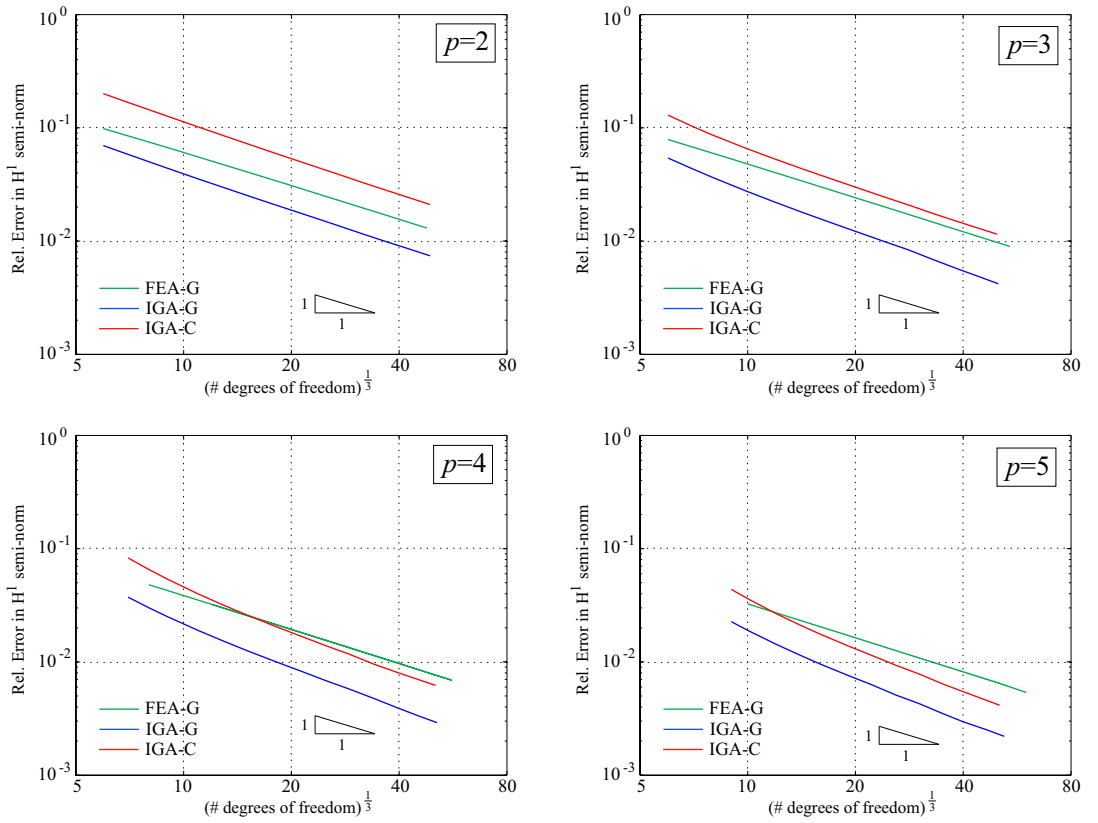 p=2
10^0
10^-1
10^-2
10^-3
Rel. Error in H^1 semi-norm
FEA-G
IGA-G
IGA-C
1
1
5
10
20
40
80
(# degrees of freedom)^1/3
p=3
10^0
10^-1
10^-2
10^-3
Rel. Error in H^1 semi-norm
FEA-G
IGA-G
IGA-C
1
1
5
10
20
40
80
(# degrees of freedom)^1/3
p=4
10^0
10^-1
10^-2
10^-3
Rel. Error in H^1 semi-norm
FEA-G
IGA-G
IGA-C
1
1
5
10
20
40
80
(# degrees of freedom)^1/3
p=5
10^0
10^-1
10^-2
10^-3
Rel. Error in H^1 semi-norm
FEA-G
IGA-G
IGA-C
1
1
5
10
20
40
80
(# degrees of freedom)^1/3